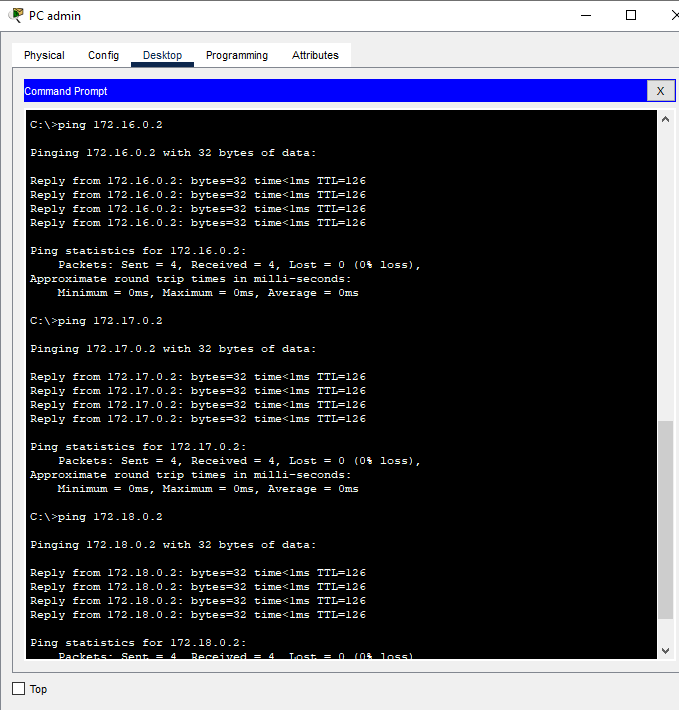 PC admin
Physical Config Desktop Programming Attributes
Command Prompt X
C:\>ping 172.16.0.2
Pinging 172.16.0.2 with 32 bytes of data:
Reply from 172.16.0.2: bytes=32 time<1ms TTL=126
Reply from 172.16.0.2: bytes=32 time<1ms TTL=126
Reply from 172.16.0.2: bytes=32 time<1ms TTL=126
Reply from 172.16.0.2: bytes=32 time<1ms TTL=126
Ping statistics for 172.16.0.2:
Packets: Sent = 4, Received = 4, Lost = 0 (0% loss),
Approximate round trip times in milli-seconds:
Minimum = 0ms, Maximum = 0ms, Average = 0ms
C:\>ping 172.17.0.2
Pinging 172.17.0.2 with 32 bytes of data:
Reply from 172.17.0.2: bytes=32 time<1ms TTL=126
Reply from 172.17.0.2: bytes=32 time<1ms TTL=126
Reply from 172.17.0.2: bytes=32 time<1ms TTL=126
Reply from 172.17.0.2: bytes=32 time<1ms TTL=126
Ping statistics for 172.17.0.2:
Packets: Sent = 4, Received = 4, Lost = 0 (0% loss),
Approximate round trip times in milli-seconds:
Minimum = 0ms, Maximum = 0ms, Average = 0ms
C:\>ping 172.18.0.2
Pinging 172.18.0.2 with 32 bytes of data:
Reply from 172.18.0.2: bytes=32 time<1ms TTL=126
Reply from 172.18.0.2: bytes=32 time<1ms TTL=126
Reply from 172.18.0.2: bytes=32 time<1ms TTL=126
Reply from 172.18.0.2: bytes=32 time<1ms TTL=126
Ping statistics for 172.18.0.2:
Packets: Sent = 4, Received = 4, Lost = 0 (0% loss)
Top